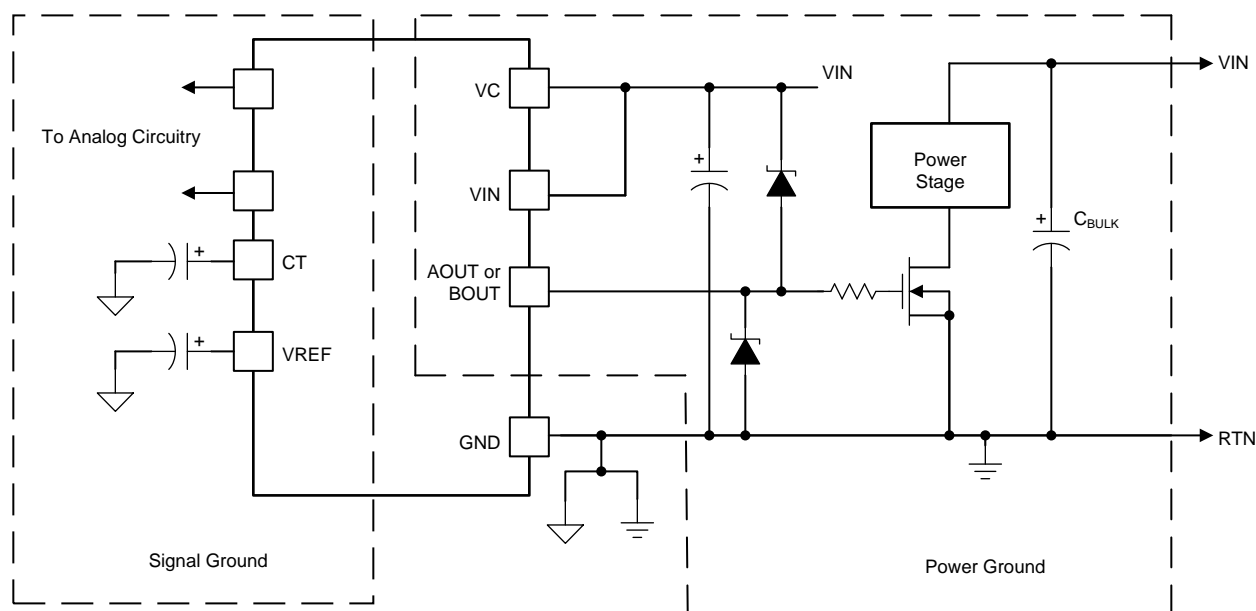 To Analog Circuitry
CT
VREF
Signal Ground
VC
VIN
AOUT or
BOUT
GND
VIN
+
+
+
Power
Stage
+
CBULK
VIN
RTN
Power Ground